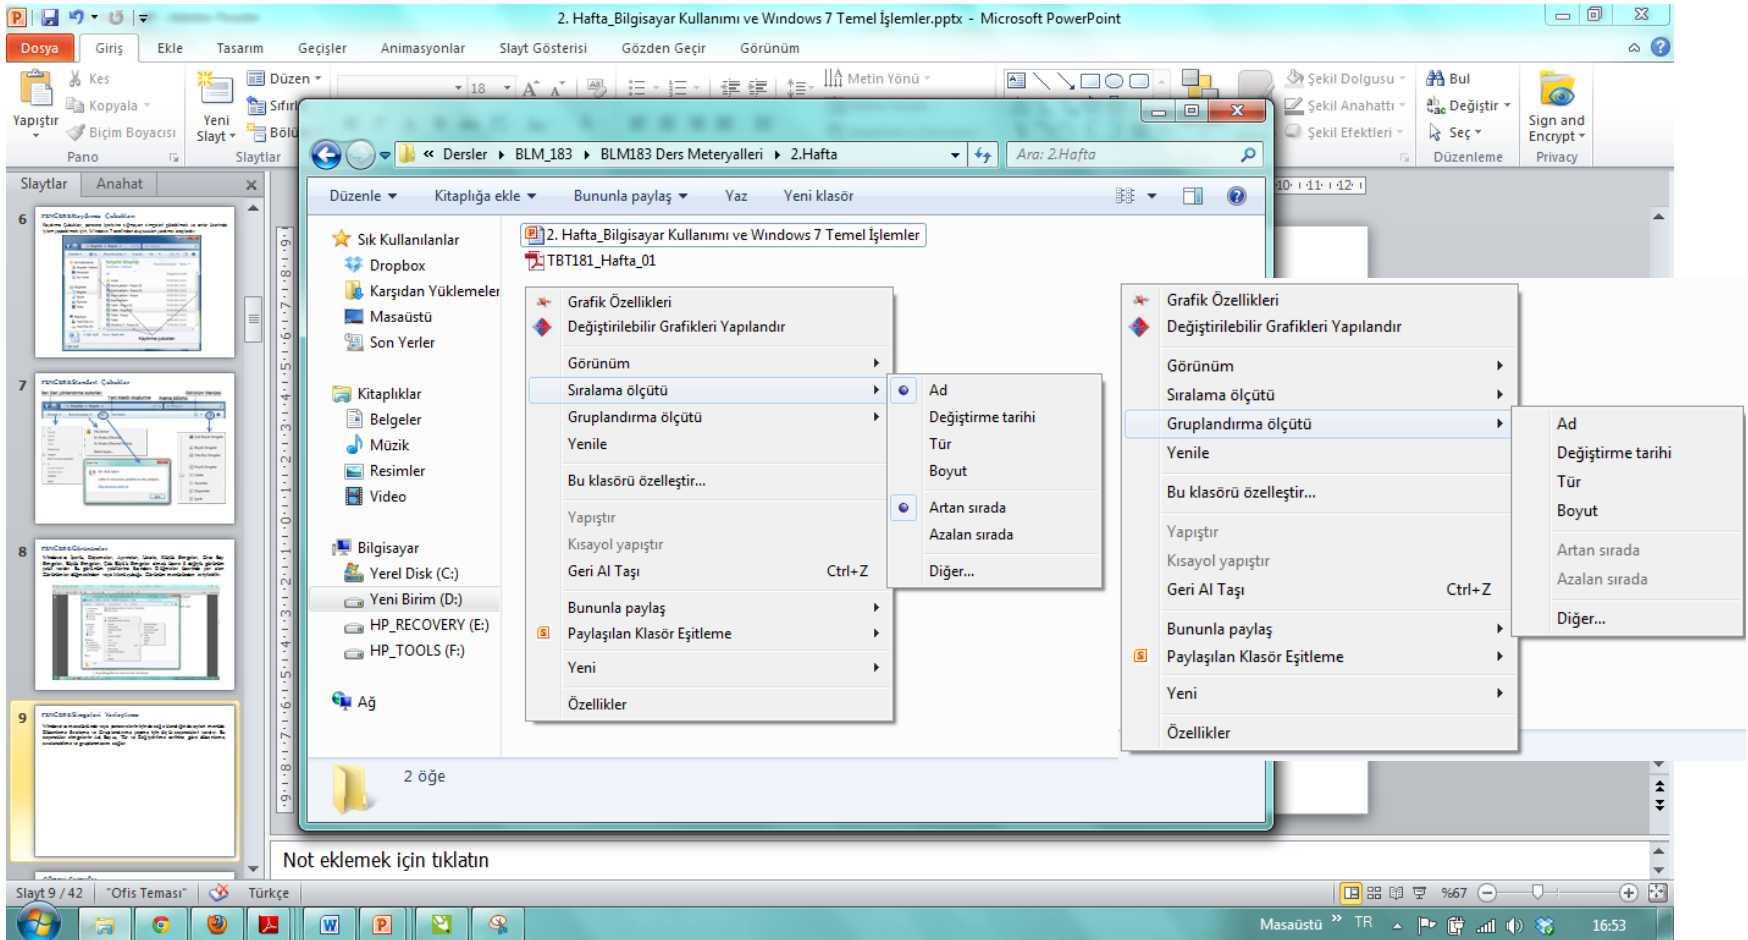 2. Hafta_Bilgisayar Kullanımı ve Windows 7 Temel İşlemler.pptx - Microsoft PowerPoint
Dosya Giriş Ekle Tasarım Geçişler Animasyonlar Slayt Gösterisi Gözden Geçir Görünüm
Kes
Kopyala
Biçim Boyacısı
Yapıştır
Pano
Yeni
Slayt
Düzen
Slaytlar
18
Metin Yönü
Şekil Dolgusu
Şekil Anahattı
Şekil Efektleri
Bul
Değiştir
Seç
Düzenleme
Sign and
Encrypt
Privacy
Slaytlar Anahat
6
7
8
9
« Dersler BLM_183 BLM183 Ders Meteryalleri 2.Hafta
Ara: 2.Hafta
Düzenle Kitaplığa ekle Bununla paylaş Yaz Yeni klasör
Sık Kullanılanlar
Dropbox
Karşıdan Yüklemeler
Masaüstü
Son Yerler
Kitaplıklar
Belgeler
Müzik
Resimler
Video
Bilgisayar
Yerel Disk (C:)
Yeni Birim (D:)
HP_RECOVERY (E:)
HP_TOOLS (F:)
Ağ
2. Hafta_Bilgisayar Kullanımı ve Windows 7 Temel İşlemler
TBT181_Hafta_01
Grafik Özellikleri
Değiştirilebilir Grafikleri Yapılandır
Görünüm
Sıralama ölçütü
Gruplandırma ölçütü
Yenile
Bu klasörü özelleştir...
Yapıştır
Kısayol yapıştır
Geri Al Taşı Ctrl+Z
Bununla paylaş
Paylaşılan Klasör Eşitleme
Yeni
Özellikler
Ad
Değiştirme tarihi
Tür
Boyut
Artan sırada
Azalan sırada
Diğer...
Grafik Özellikleri
Değiştirilebilir Grafikleri Yapılandır
Görünüm
Sıralama ölçütü
Gruplandırma ölçütü
Yenile
Bu klasörü özelleştir...
Yapıştır
Kısayol yapıştır
Geri Al Taşı Ctrl+Z
Bununla paylaş
Paylaşılan Klasör Eşitleme
Yeni
Özellikler
Ad
Değiştirme tarihi
Tür
Boyut
Artan sırada
Azalan sırada
Diğer...
2 öğe
Not eklemek için tıklatın
Slayt 9 / 42 "Ofis Teması" Türkçe %67
Masaüstü » TR 16:53